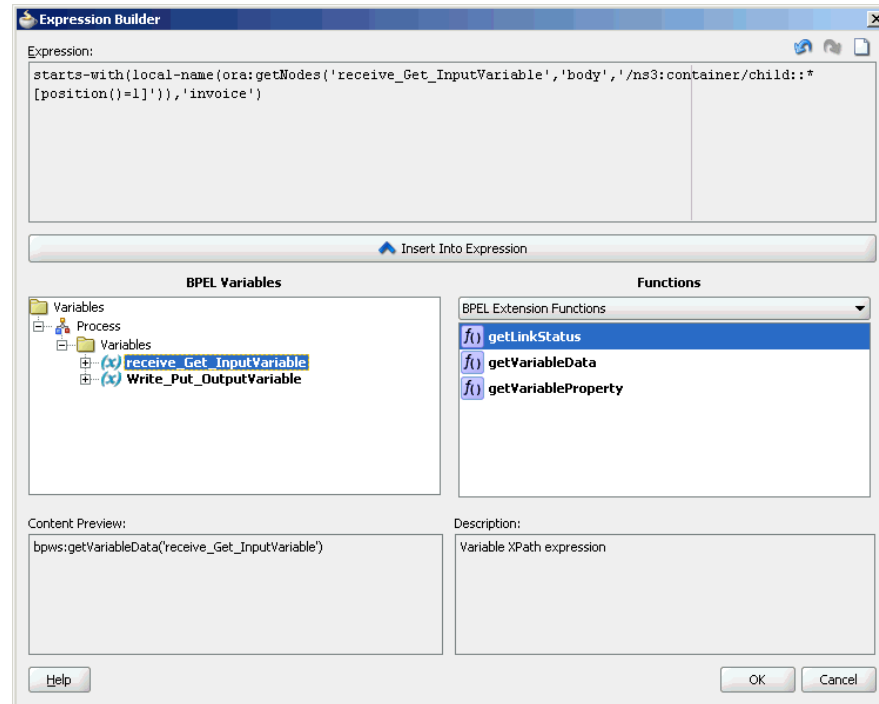 Expression Builder
Expression:
starts-with(local-name(ora:getNodes('receive_Get_InputVariable','body','/ns3:container/child::*
[position()=1]')),'invoice')
Insert Into Expression
BPEL Variables
Functions
Variables
Process
Variables
(x) receive_Get_InputVariable
(x) Write_Put_OutputVariable
BPEL Extension Functions
f() getLinkStatus
f() getVariableData
f() getVariableProperty
Content Preview:
bpws:getVariableData('receive_Get_InputVariable')
Description:
Variable XPath expression
Help
OK
Cancel